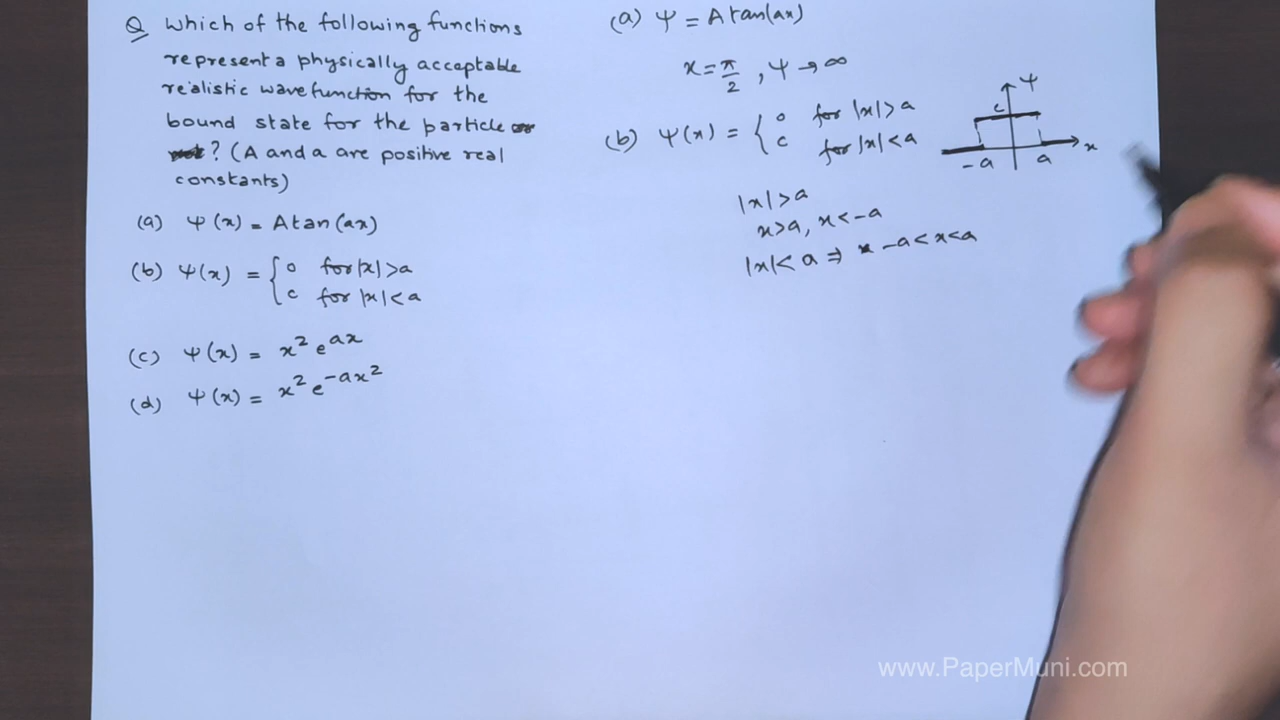 Q Which of the following functions
represent a physically acceptable
realistic wavefunction for the
bound state for the particle
? (A and a are positive real
constants)
(a) Ψ(x) = A tan(ax)
(b) Ψ(x) = { 0 for |x|>a
c for |x|<a
(c) Ψ(x) = x² e^ax
(d) Ψ(x) = x² e^-ax²
(a) Ψ = A tan(ax)
x = π/2 , Ψ → ∞
(b) Ψ(x) = { 0 for |x|>a
c for |x|<a
Ψ
c
-a a x
|x|>a
x>a, x<-a
|x|<a ⇒ x -a<x<a
www.PaperMuni.com